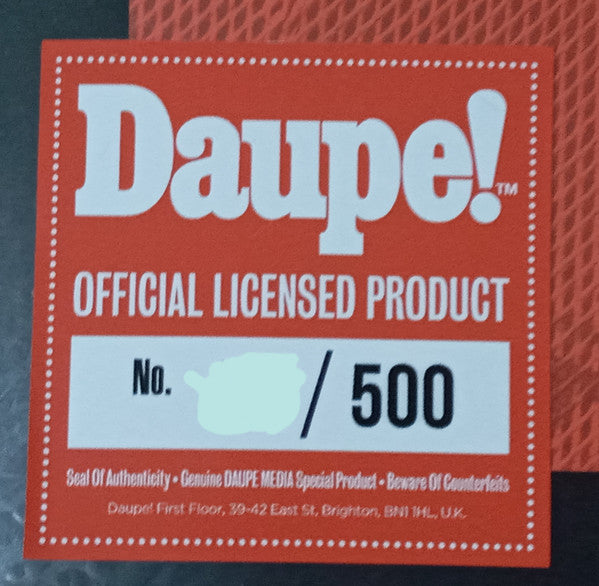 Daupe!™
OFFICIAL LICENSED PRODUCT
No. / 500
Seal Of Authenticity • Genuine DAUPE MEDIA Special Product • Beware Of Counterfeits
Daupe! First Floor, 39-42 East St, Brighton, BN1 1HL, U.K.